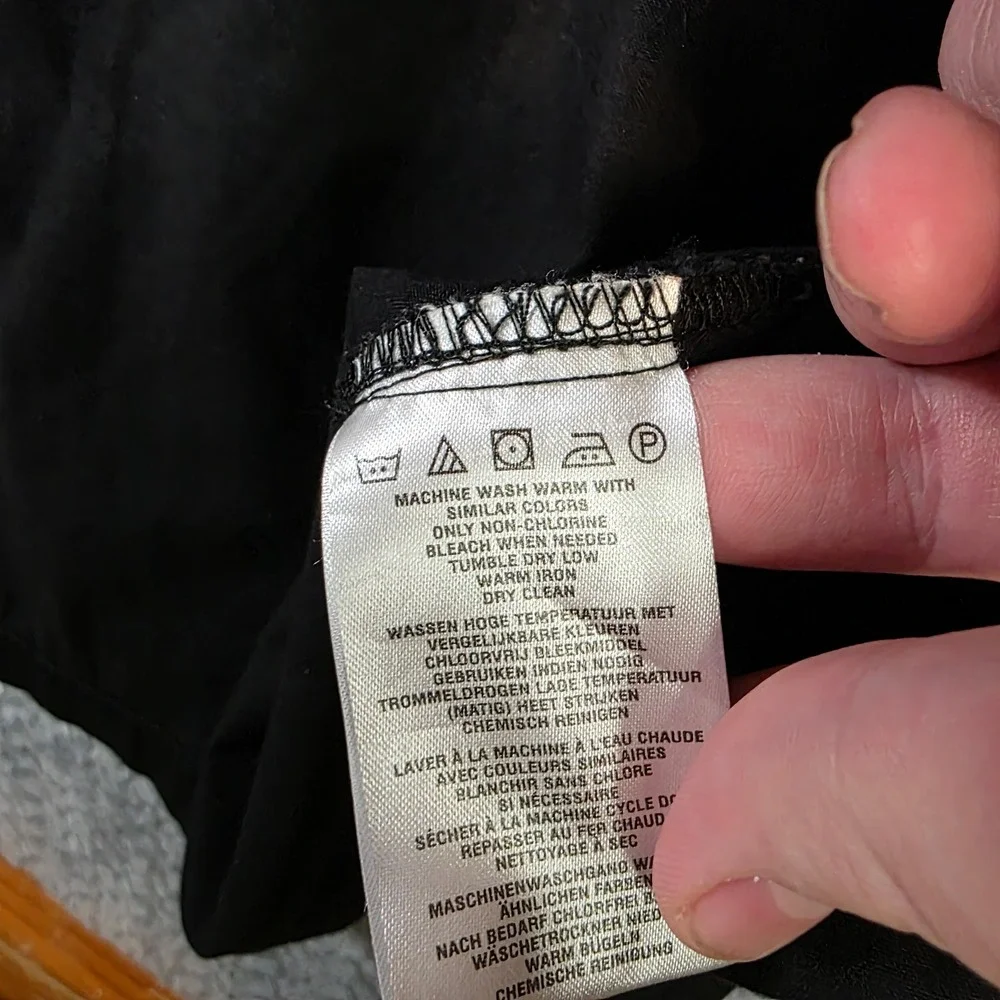 P
MACHINE WASH WARM WITH
SIMILAR COLORS
ONLY NON-CHLORINE
BLEACH WHEN NEEDED
TUMBLE DRY LOW
WARM IRON
DRY CLEAN
WASSEN HOGE TEMPERATUUR MET
VERGELIJKBARE KLEUREN
CHLOORVRIJ BLEEKMIDDEL
GEBRUIKEN INDIEN NODIG
TROMMELDROGEN LAGE TEMPERATUUR
(MATIG) HEET STRIJKEN
CHEMISCH REINIGEN
LAVER À LA MACHINE À L'EAU CHAUDE
AVEC COULEURS SIMILAIRES
BLANCHIR SANS CHLORE
SI NÉCESSAIRE
SÉCHER À LA MACHINE CYCLE
REPASSER AU FER CHAUD
NETTOYAGE À SEC
MASCHINENWASCHGANG
ÄHNLICHEN FARBEN
NACH BEDARF CHLORFREI
WÄSCHETROCKNER
WARM BÜGELN
CHEMISCHE REINIGUNG